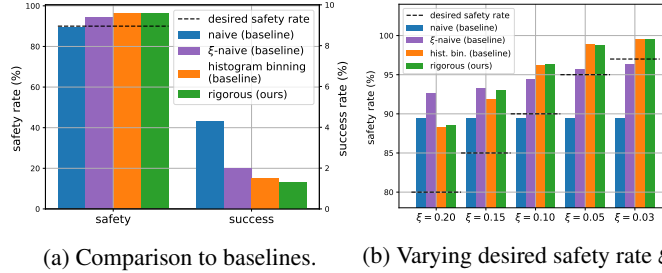 100
80
60
40
20
0
safety rate (%)
desired safety rate
naive (baseline)
ξ-naive (baseline)
histogram binning
(baseline)
rigorous (ours)
10
8
6
4
2
0
success rate (%)
safety
success
(a) Comparison to baselines.
100
95
90
85
80
safety rate (%)
desired safety rate
naive (baseline)
ξ-naive (baseline)
hist. bin. (baseline)
rigorous (ours)
ξ = 0.20
ξ = 0.15
ξ = 0.10
ξ = 0.05
ξ = 0.03
(b) Varying desired safety rate